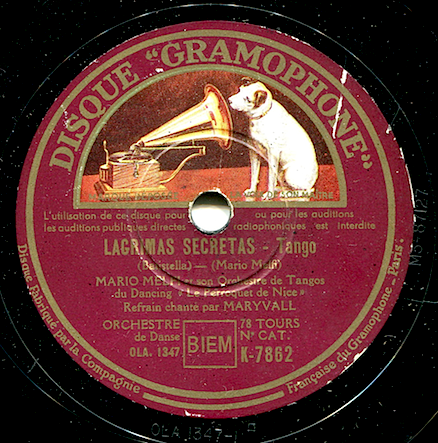 DISQUE "GRAMOPHONE"
L'utilisation de ce disque pour ou pour les auditions
les auditions publiques directes radiophoniques est interdite
LAGRIMAS SECRETAS - Tango
(Battistella) — (Mario Melfi)
MARIO MELFI et son Orchestre de Tangos
du Dancing « Le Perroquet de Nice »
Refrain chanté par MARYVALL
ORCHESTRE
de Danse
OLA. 1347
BIEM
78 TOURS
Nº CAT.
K-7862
Disque Fabriqué par la Compagnie
Française du Gramophone - Paris.
OLA 1347-1